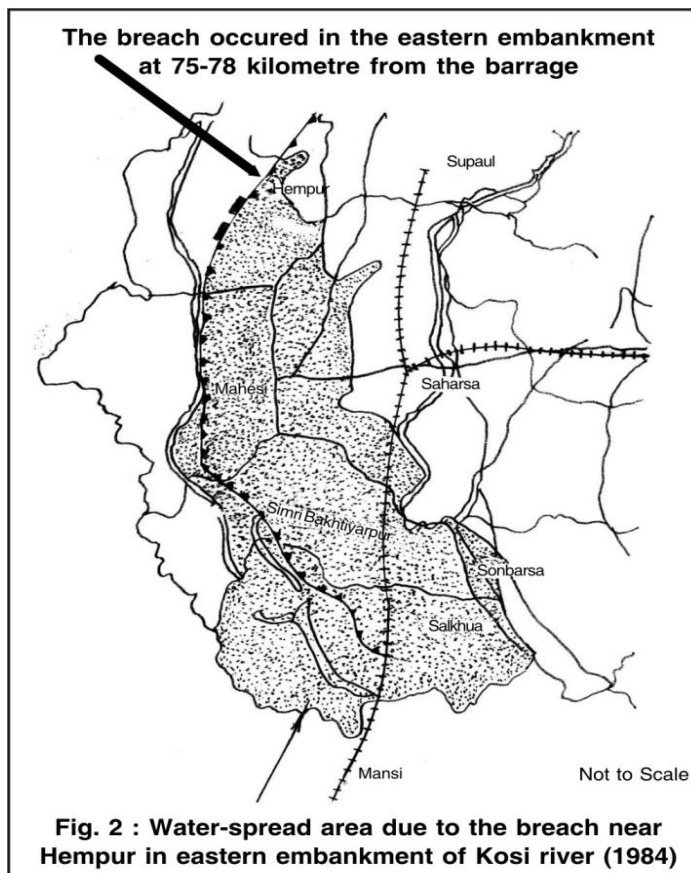 The breach occured in the eastern embankment
at 75-78 kilometre from the barrage
Supaul
Hempur
Saharsa
Mahesi
Simri Bakhtiyarpur
Sonbarsa
Salkhua
Mansi
Not to Scale
Fig. 2 : Water-spread area due to the breach near
Hempur in eastern embankment of Kosi river (1984)